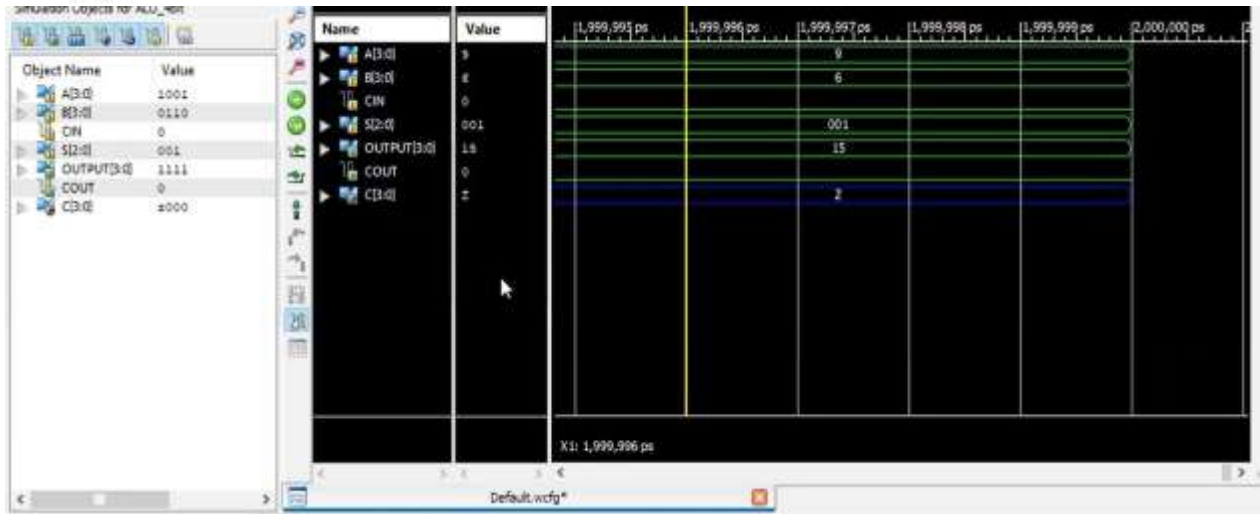 Simulation Objects for ALU_4bit
Object Name Value
A[3:0] 1001
B[3:0] 0110
CIN 0
S[2:0] 001
OUTPUT[3:0] 1111
COUT 0
C[3:0]
Name Value
A[3:0] 9
B[3:0] 6
CIN 0
S[2:0] 001
OUTPUT[3:0] 15
COUT 0
C[3:0]
1,999,995 ps 1,999,996 ps 1,999,997 ps 1,999,998 ps 1,999,999 ps 2,000,000 ps
9
6
001
15
X1: 1,999,996 ps
Default.wcfg*